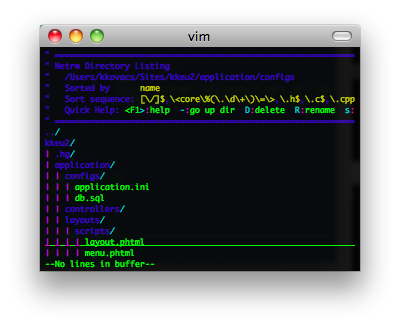 vim
" ============================================================
" Netrw Directory Listing
"   /Users/kkovacs/Sites/kkeu2/application/configs
"   Sorted by      name
"   Sort sequence: [\/]$,\<core\%(\.\d\+\)\=\>,\.h$,\.c$,\.cpp
"   Quick Help: <F1>:help  -:go up dir  D:delete  R:rename  s:
" ============================================================
../
kkeu2/
| .hg/
| application/
| | configs/
| | | application.ini
| | | db.sql
| | controllers/
| | layouts/
| | | scripts/
| | | | layout.phtml
| | | | menu.phtml
--No lines in buffer--